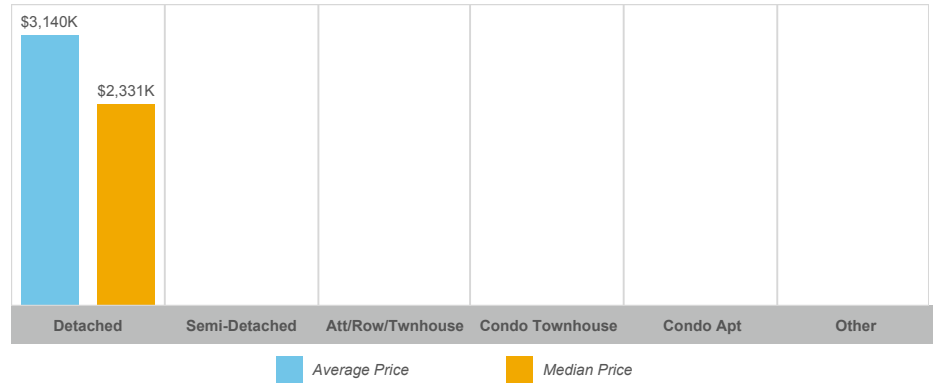 $3,140K
$2,331K
Detached Semi-Detached Att/Row/Twnhouse Condo Townhouse Condo Apt Other
Average Price Median Price